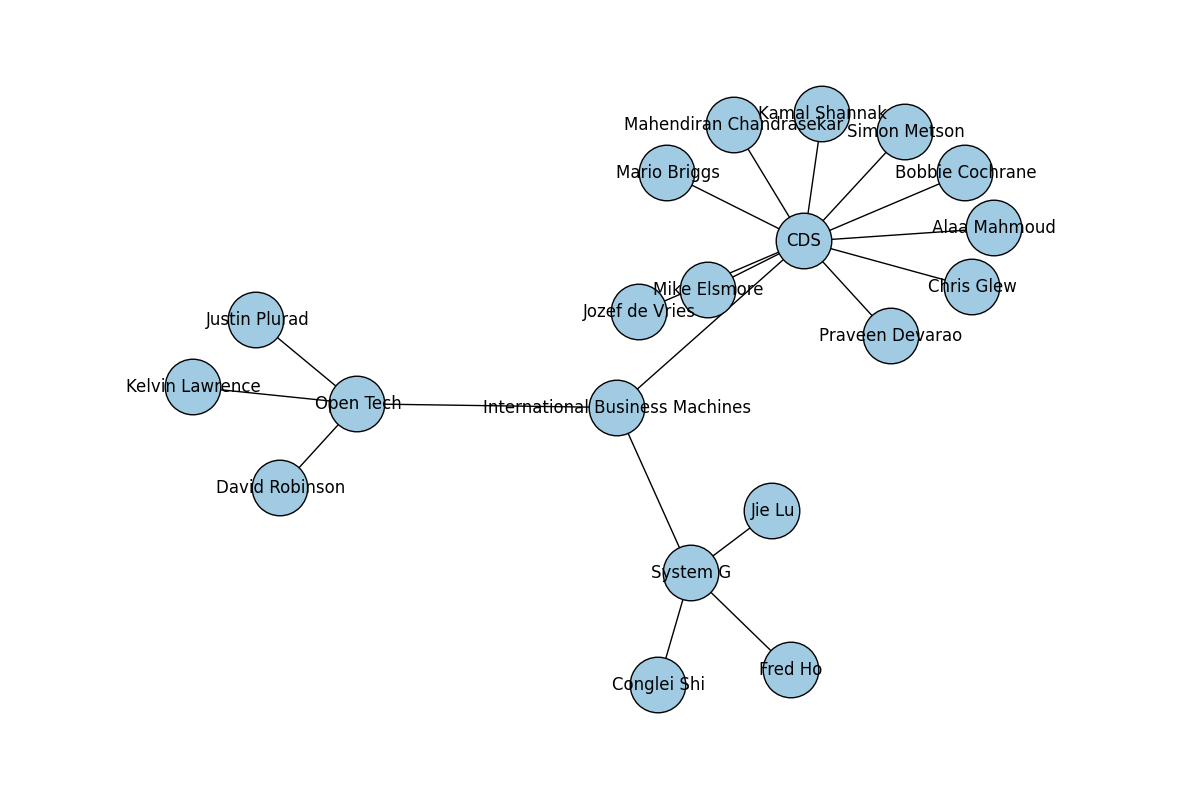 Kamal Shannak
Mahendiran Chandrasekar
Simon Metson
Mario Briggs
Bobbie Cochrane
Alaa Mahmoud
CDS
Chris Glew
Mike Elsmore
Jozef de Vries
Praveen Devarao
Justin Plurad
Kelvin Lawrence
Open Tech
International Business Machines
David Robinson
Jie Lu
System G
Fred Ho
Conglei Shi